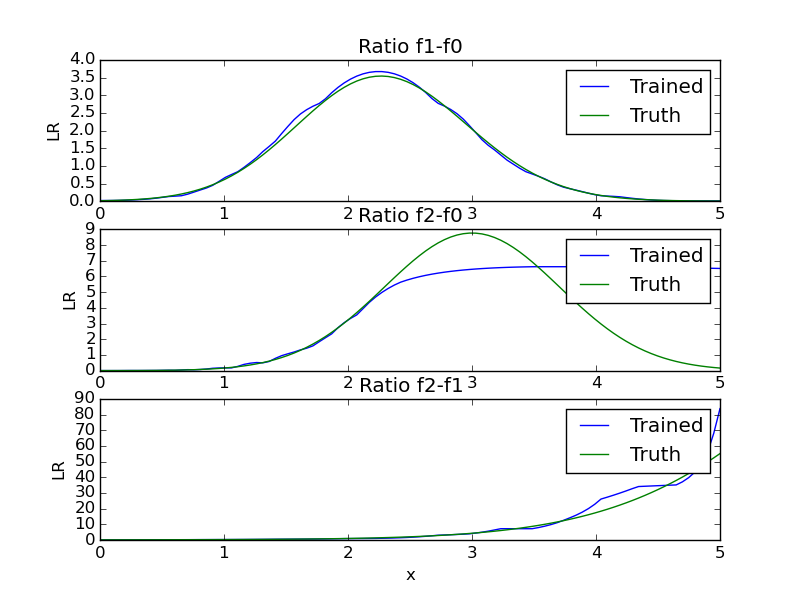 Ratio f1-f0
4.0
3.5
3.0
2.5
2.0
1.5
1.0
0.5
0.0
LR
Trained
Truth
0 1 2 3 4 5
Ratio f2-f0
9
8
7
6
5
4
3
2
1
0
LR
Trained
Truth
0 1 2 3 4 5
Ratio f2-f1
90
80
70
60
50
40
30
20
10
0
LR
Trained
Truth
0 1 2 3 4 5
x